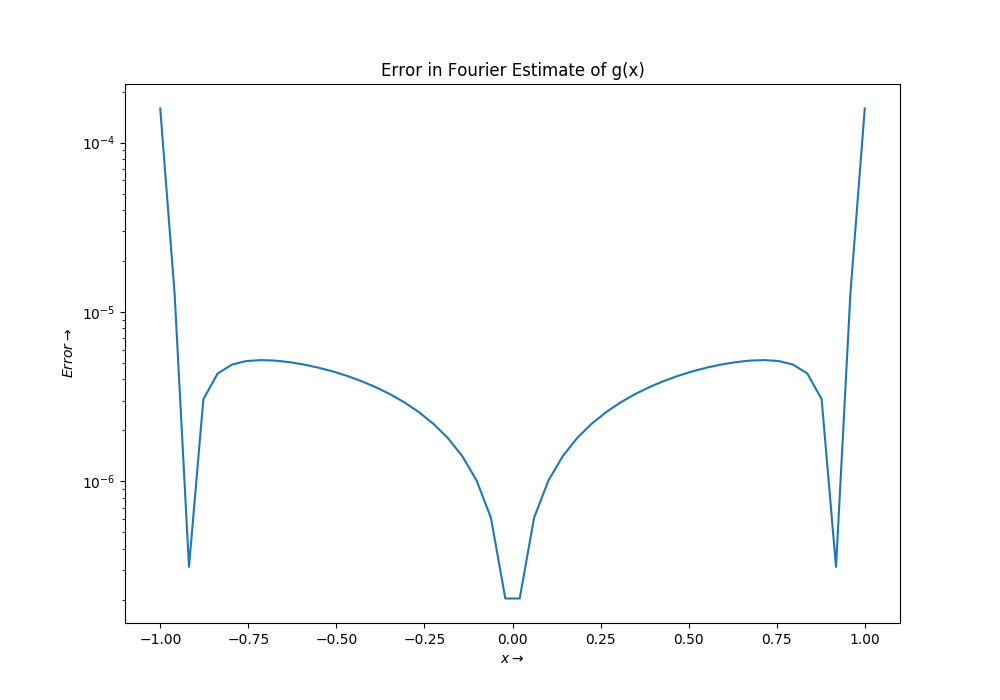 Error in Fourier Estimate of g(x)
Error →
10⁻⁴
10⁻⁵
10⁻⁶
−1.00 −0.75 −0.50 −0.25 0.00 0.25 0.50 0.75 1.00
x →